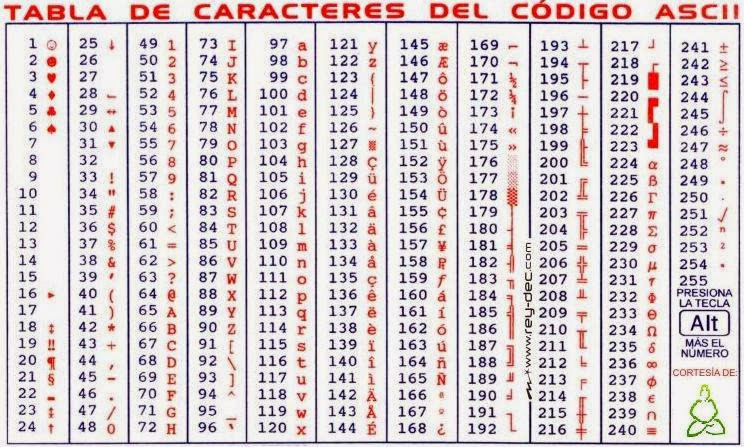 TABLA DE CARACTERES DEL CÓDIGO ASCII
1 ☺ 25 ↓ 49 1 73 I 97 a 121 y 145 æ 169 ⌐ 193 ┴ 217 ┘ 241 ±
2 ☻ 26 50 2 74 J 98 b 122 z 146 Æ 170 ¬ 194 ┬ 218 ┌ 242 ≥
3 ♥ 27 51 3 75 K 99 c 123 { 147 ô 171 ½ 195 ├ 219 █ 243 ≤
4 ♦ 28 ∟ 52 4 76 L 100 d 124 | 148 ö 172 ¼ 196 ─ 220 ▄ 244 ⌠
5 ♣ 29 ↔ 53 5 77 M 101 e 125 } 149 ò 173 ¡ 197 ┼ 221 ▌ 245 ⌡
6 ♠ 30 ▲ 54 6 78 N 102 f 126 ~ 150 û 174 « 198 ╞ 222 ▐ 246 ÷
7 31 ▼ 55 7 79 O 103 g 127 ▒ 151 ù 175 » 199 ╟ 223 ▀ 247 ≈
8 32 56 8 80 P 104 h 128 Ç 152 ÿ 176 ░ 200 ╚ 224 α 248 °
9 33 ! 57 9 81 Q 105 i 129 ü 153 Ö 177 ▒ 201 ╔ 225 ß 249 •
10 34 " 58 : 82 R 106 j 130 é 154 Ü 178 ▓ 202 ╩ 226 Γ 250 ·
11 35 # 59 ; 83 S 107 k 131 â 155 ¢ 179 │ 203 ╦ 227 π 251 √
12 36 $ 60 < 84 T 108 l 132 ä 156 £ 180 ┤ 204 ╠ 228 Σ 252 ⁿ
13 37 % 61 = 85 U 109 m 133 à 157 ¥ 181 ╡ 205 ═ 229 σ 253 ²
14 38 & 62 > 86 V 110 n 134 å 158 ₧ 182 ╢ 206 ╬ 230 µ 254 ▪
15 39 ' 63 ? 87 W 111 o 135 ç 159 ƒ 183 ╖ 207 ╧ 231 τ 255
16 ► 40 ( 64 @ 88 X 112 p 136 ê 160 á 184 ╕ 208 ╨ 232 Φ
17 41 ) 65 A 89 Y 113 q 137 ë 161 í 185 ╣ 209 ╤ 233 Θ
18 ↕ 42 * 66 B 90 Z 114 r 138 è 162 ó 186 ║ 210 ╥ 234 Ω
19 ‼ 43 + 67 C 91 [ 115 s 139 ï 163 ú 187 ╗ 211 ╙ 235 δ
20 ¶ 44 , 68 D 92 \ 116 t 140 î 164 ñ 188 ╝ 212 ╘ 236 ∞
21 § 45 - 69 E 93 ] 117 u 141 ì 165 Ñ 189 ╜ 213 ╒ 237 ø
22 ▬ 46 . 70 F 94 ^ 118 v 142 Ä 166 ª 190 ╛ 214 ╓ 238 ε
23 ↨ 47 / 71 G 95 _ 119 w 143 Å 167 º 191 ┐ 215 ╫ 239 ∩
24 ↑ 48 0 72 H 96 ` 120 x 144 É 168 ¿ 192 └ 216 ╪ 240 ≡
PRESIONA
LA TECLA
Alt
MÁS EL
NÚMERO
CORTESÍA DE:
www.rey-dec.com